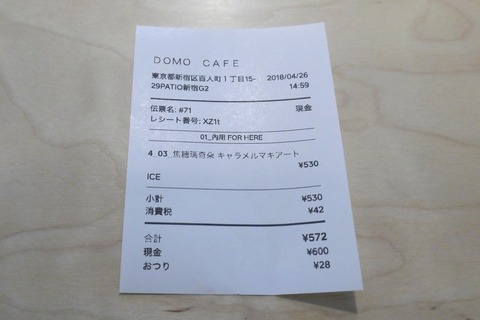 DOMO CAFE
東京都新宿区百人町1丁目15- 2018/04/26
29PATIO新宿G2 14:59
伝票名: #71 現金
レシート番号: XZ1t
01_内用 FOR HERE
4_03_焦糖瑪奇朵 キャラメルマキアート
¥530
ICE
小計 ¥530
消費税 ¥42
合計 ¥572
現金 ¥600
おつり ¥28